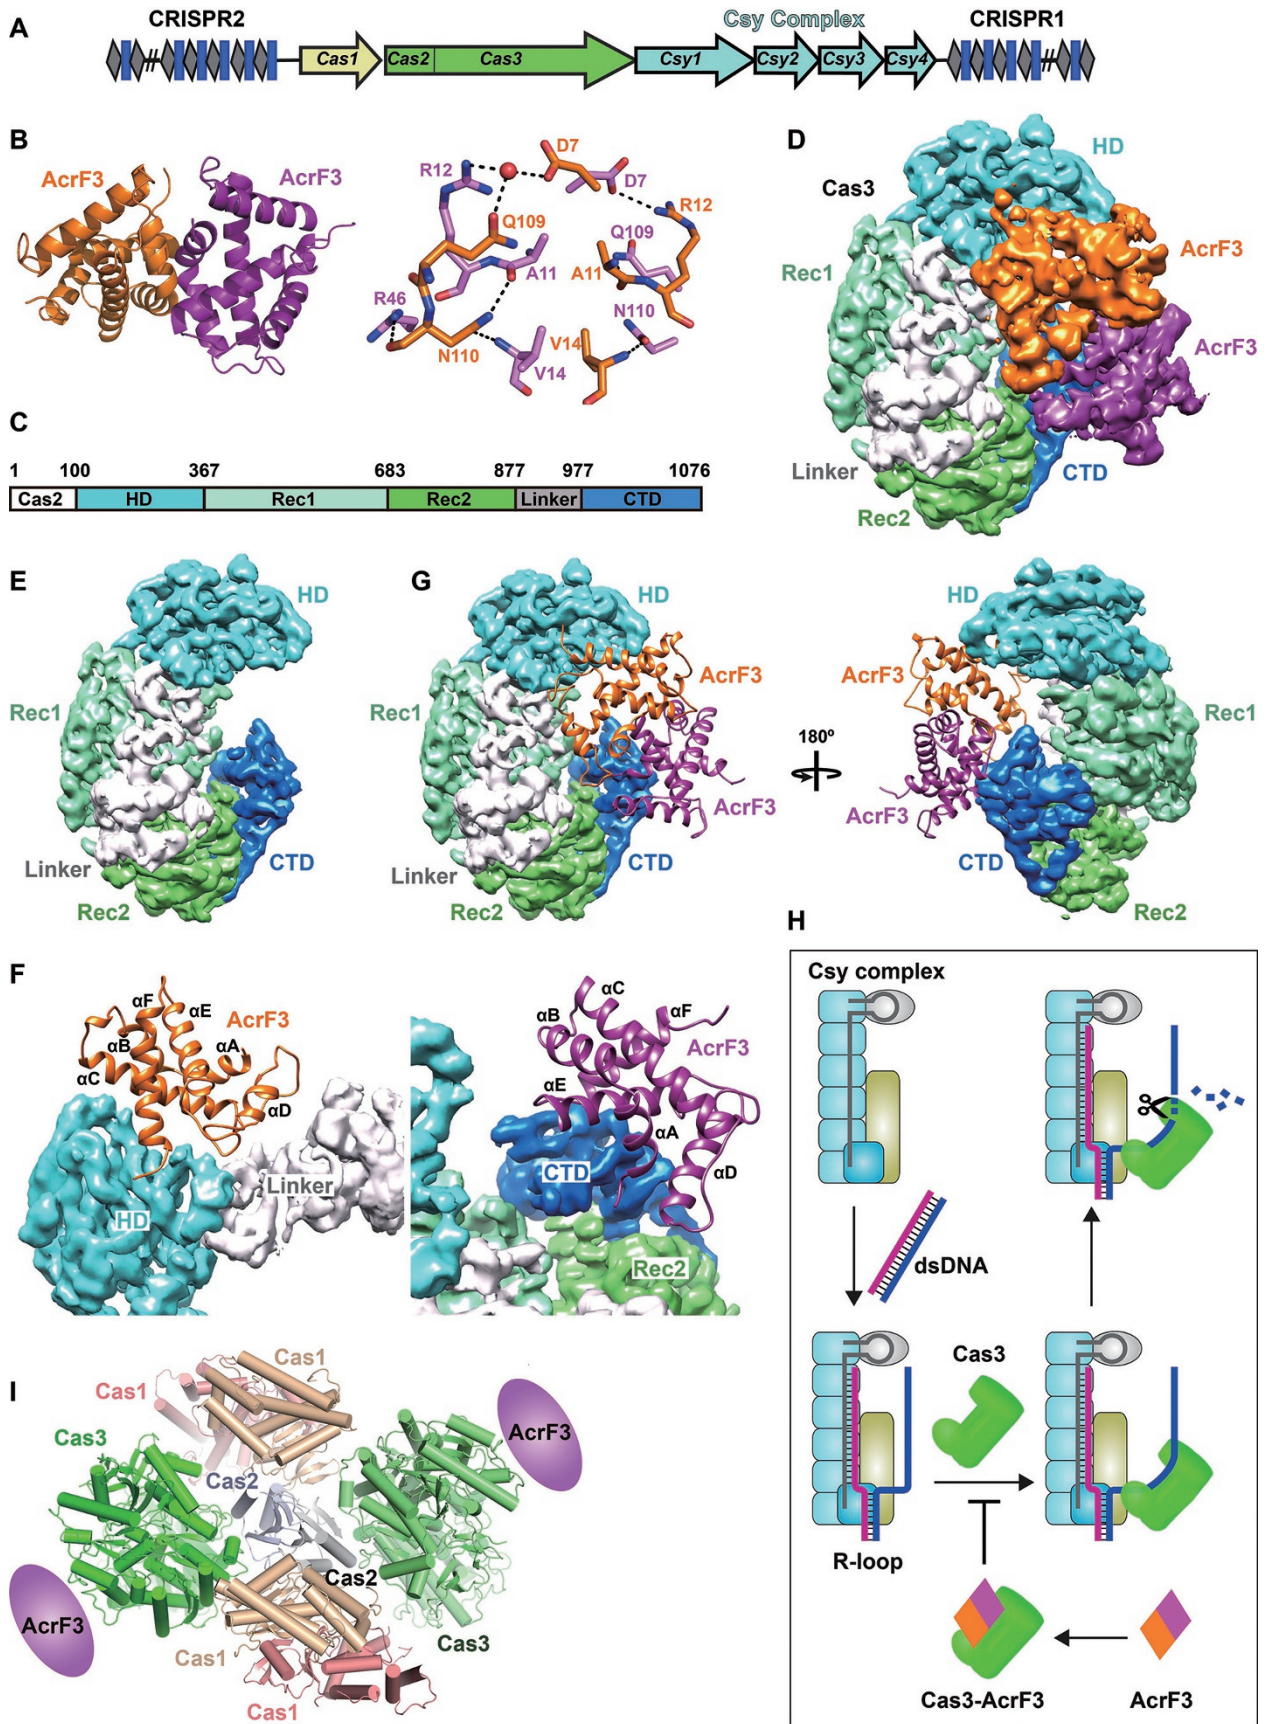 A
CRISPR2
Csy Complex
CRISPR1
Cas1
Cas2
Cas3
Csy1
Csy2
Csy3
Csy4
B
AcrF3
AcrF3
R12
D7
D7
R12
Q109
Q109
A11
A11
R46
N110
N110
V14
V14
C
1 100 367 683 877 977 1076
Cas2 HD Rec1 Rec2 Linker CTD
D
HD
Cas3
Rec1
AcrF3
AcrF3
Linker
CTD
Rec2
E
HD
Rec1
Linker
CTD
Rec2
G
HD
AcrF3
Rec1
AcrF3
Linker
CTD
Rec2
180º
HD
AcrF3
Rec1
AcrF3
CTD
Rec2
F
αF
αE
AcrF3
αB
αA
αC
αD
Linker
HD
αC
αB
αF
AcrF3
αE
αA
CTD
αD
Rec2
H
Csy complex
dsDNA
Cas3
R-loop
Cas3-AcrF3
AcrF3
I
Cas1
Cas1
AcrF3
Cas3
Cas2
Cas2
AcrF3
Cas3
Cas1
Cas1